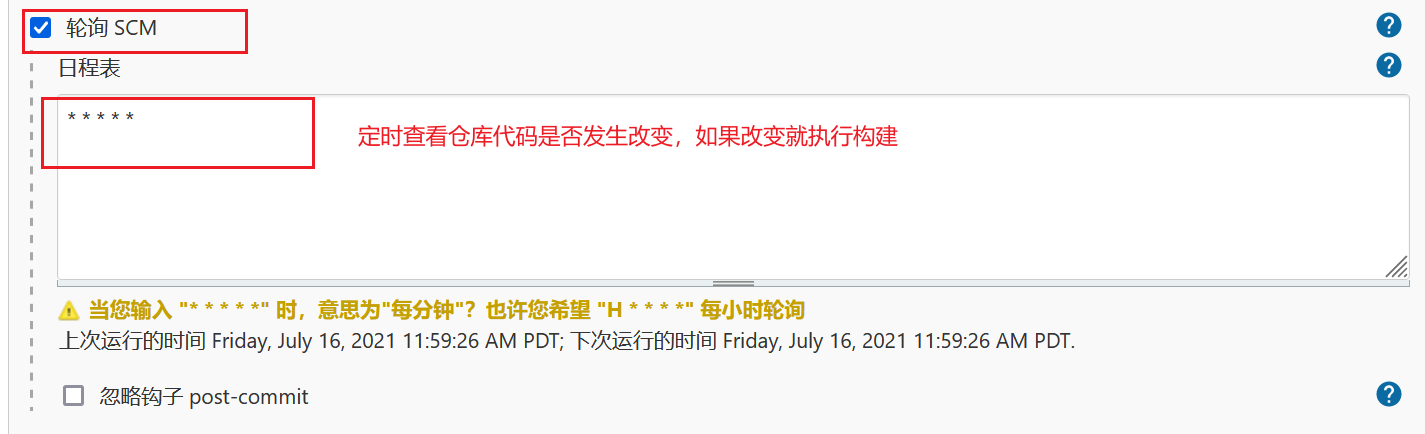 轮询 SCM
日程表
* * * * *
定时查看仓库代码是否发生改变，如果改变就执行构建
当您输入 "* * * * *" 时，意思为"每分钟"？也许您希望 "H * * * *" 每小时轮询
上次运行的时间 Friday, July 16, 2021 11:59:26 AM PDT; 下次运行的时间 Friday, July 16, 2021 11:59:26 AM PDT.
忽略钩子 post-commit